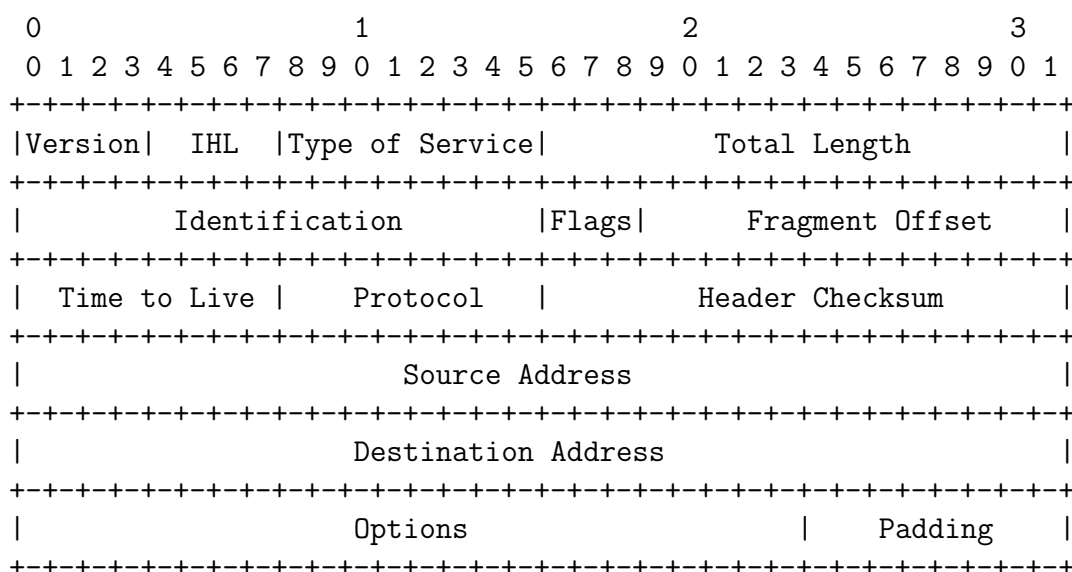 0                   1                   2                   3
 0 1 2 3 4 5 6 7 8 9 0 1 2 3 4 5 6 7 8 9 0 1 2 3 4 5 6 7 8 9 0 1
+-+-+-+-+-+-+-+-+-+-+-+-+-+-+-+-+-+-+-+-+-+-+-+-+-+-+-+-+-+-+-+-+
|Version|  IHL  |Type of Service|          Total Length         |
+-+-+-+-+-+-+-+-+-+-+-+-+-+-+-+-+-+-+-+-+-+-+-+-+-+-+-+-+-+-+-+-+
|         Identification        |Flags|      Fragment Offset    |
+-+-+-+-+-+-+-+-+-+-+-+-+-+-+-+-+-+-+-+-+-+-+-+-+-+-+-+-+-+-+-+-+
|  Time to Live |    Protocol   |         Header Checksum       |
+-+-+-+-+-+-+-+-+-+-+-+-+-+-+-+-+-+-+-+-+-+-+-+-+-+-+-+-+-+-+-+-+
|                       Source Address                          |
+-+-+-+-+-+-+-+-+-+-+-+-+-+-+-+-+-+-+-+-+-+-+-+-+-+-+-+-+-+-+-+-+
|                    Destination Address                        |
+-+-+-+-+-+-+-+-+-+-+-+-+-+-+-+-+-+-+-+-+-+-+-+-+-+-+-+-+-+-+-+-+
|                    Options                    |    Padding    |
+-+-+-+-+-+-+-+-+-+-+-+-+-+-+-+-+-+-+-+-+-+-+-+-+-+-+-+-+-+-+-+-+